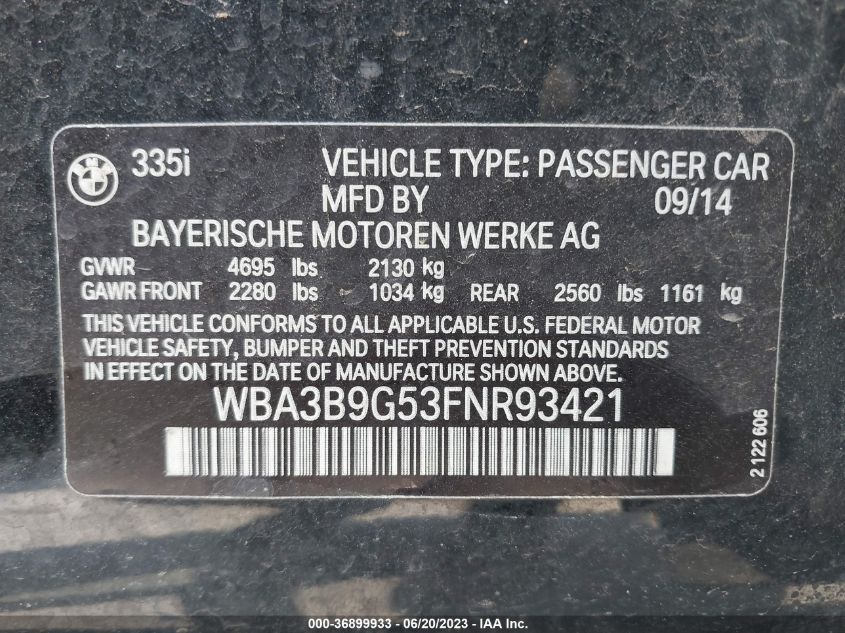 335i VEHICLE TYPE: PASSENGER CAR
MFD BY 09/14
BAYERISCHE MOTOREN WERKE AG
GVWR 4695 lbs 2130 kg
GAWR FRONT 2280 lbs 1034 kg REAR 2560 lbs 1161 kg
THIS VEHICLE CONFORMS TO ALL APPLICABLE U.S. FEDERAL MOTOR
VEHICLE SAFETY, BUMPER AND THEFT PREVENTION STANDARDS
IN EFFECT ON DATE OF MANUFACTURE SHOWN ABOVE.
WBA3B9G53FNR93421
2 122 606
000-36899933 - 06/20/2023 - IAA Inc.